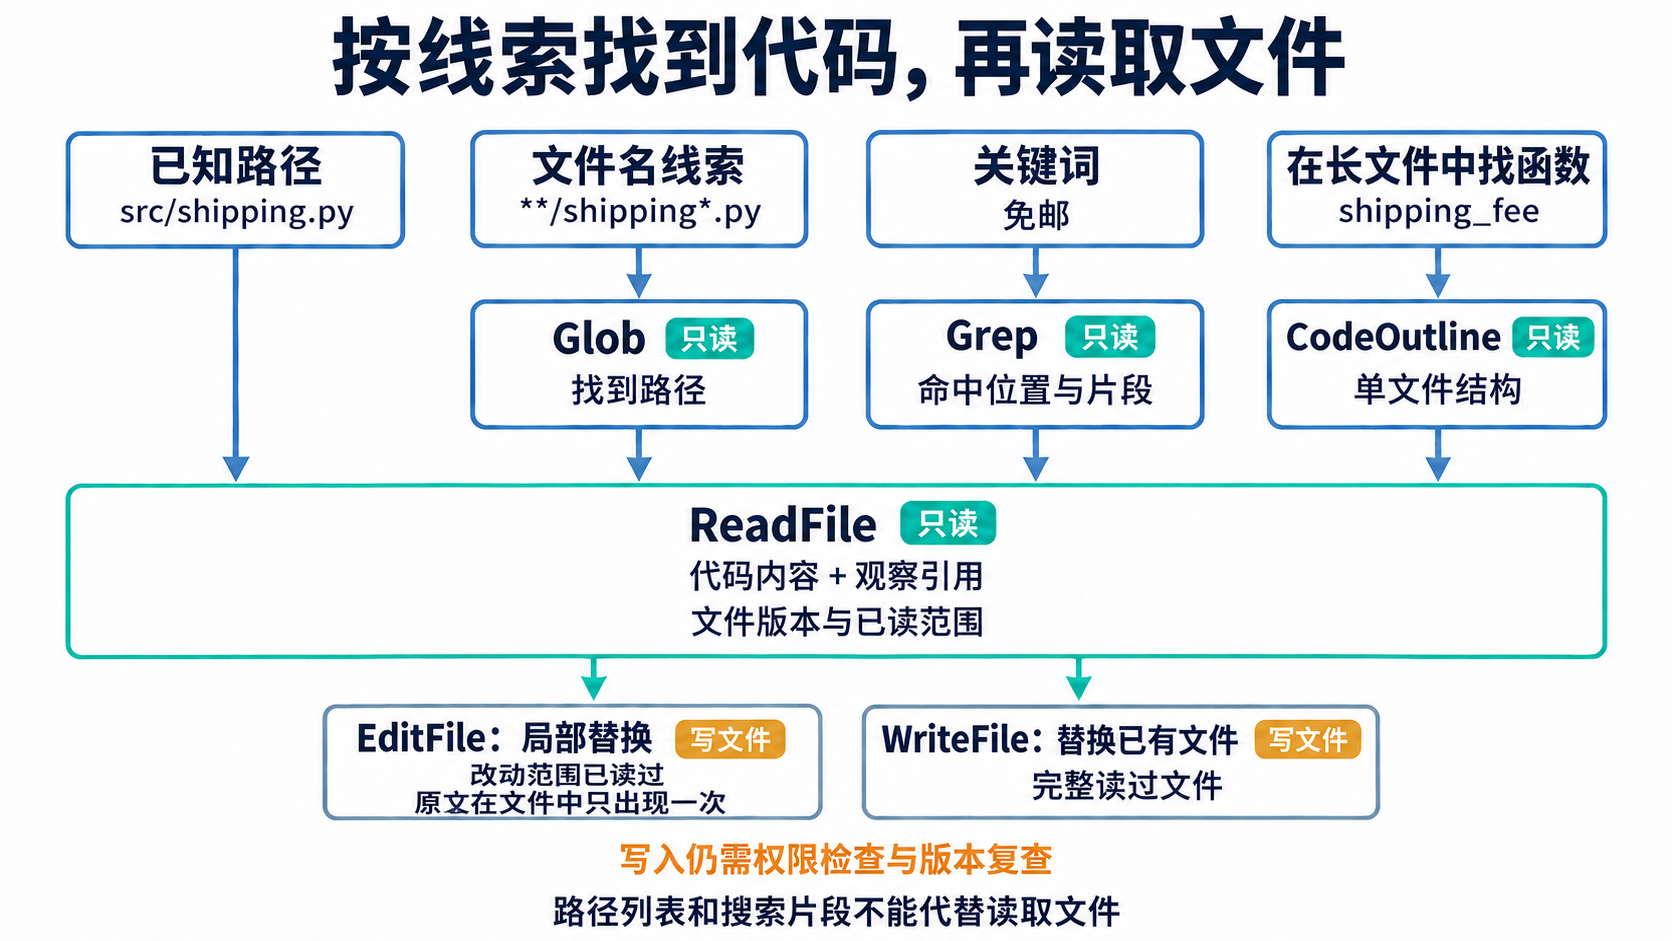 按线索找到代码，再读取文件
已知路径
src/shipping.py
文件名线索
**/shipping*.py
关键词
免邮
在长文件中找函数
shipping_fee
Glob 只读
找到路径
Grep 只读
命中位置与片段
CodeOutline 只读
单文件结构
ReadFile 只读
代码内容 + 观察引用
文件版本与已读范围
EditFile：局部替换 写文件
改动范围已读过
原文在文件中只出现一次
WriteFile：替换已有文件 写文件
完整读过文件
写入仍需权限检查与版本复查
路径列表和搜索片段不能代替读取文件